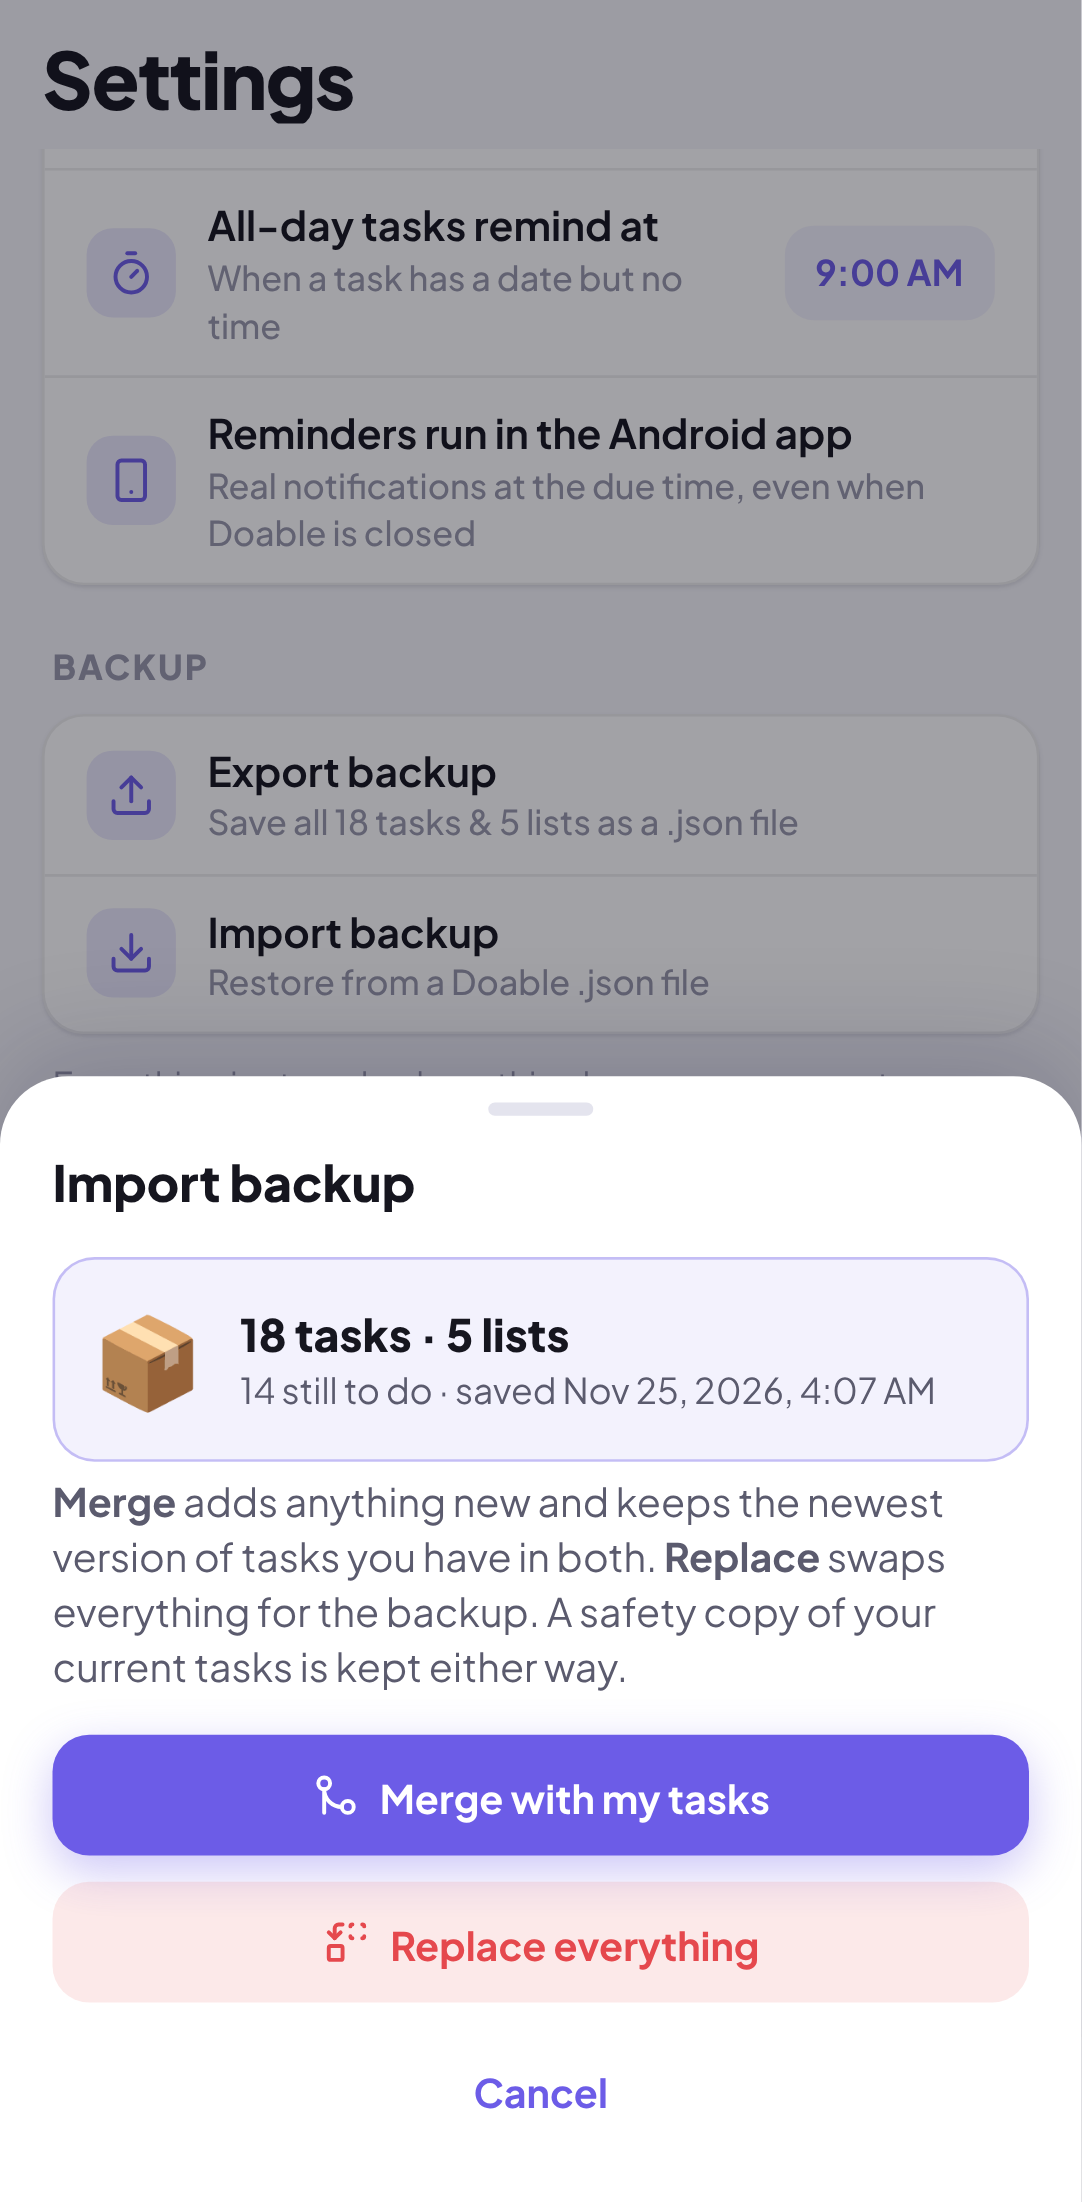 Settings
All-day tasks remind at
When a task has a date but no
time
9:00 AM
Reminders run in the Android app
Real notifications at the due time, even when
Doable is closed
BACKUP
Export backup
Save all 18 tasks & 5 lists as a .json file
Import backup
Restore from a Doable .json file
Import backup
18 tasks · 5 lists
14 still to do · saved Nov 25, 2026, 4:07 AM
Merge adds anything new and keeps the newest
version of tasks you have in both. Replace swaps
everything for the backup. A safety copy of your
current tasks is kept either way.
Merge with my tasks
Replace everything
Cancel